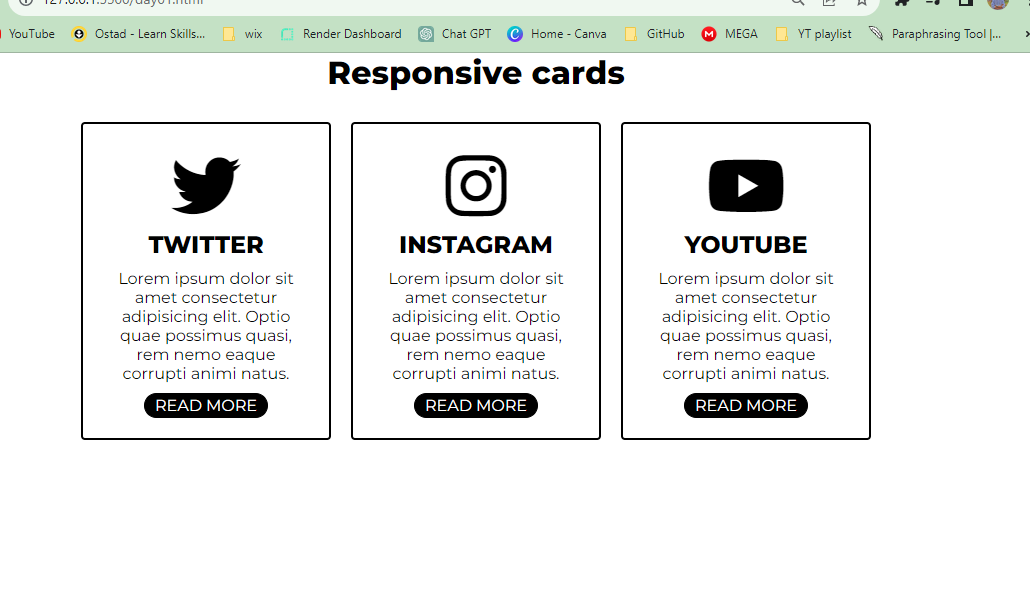 127.0.0.1:5500/day01.html
YouTube
Ostad - Learn Skills...
wix
Render Dashboard
Chat GPT
Home - Canva
GitHub
MEGA
YT playlist
Paraphrasing Tool |...
Responsive cards
TWITTER
Lorem ipsum dolor sit
amet consectetur
adipisicing elit. Optio
quae possimus quasi,
rem nemo eaque
corrupti animi natus.
READ MORE
INSTAGRAM
Lorem ipsum dolor sit
amet consectetur
adipisicing elit. Optio
quae possimus quasi,
rem nemo eaque
corrupti animi natus.
READ MORE
YOUTUBE
Lorem ipsum dolor sit
amet consectetur
adipisicing elit. Optio
quae possimus quasi,
rem nemo eaque
corrupti animi natus.
READ MORE